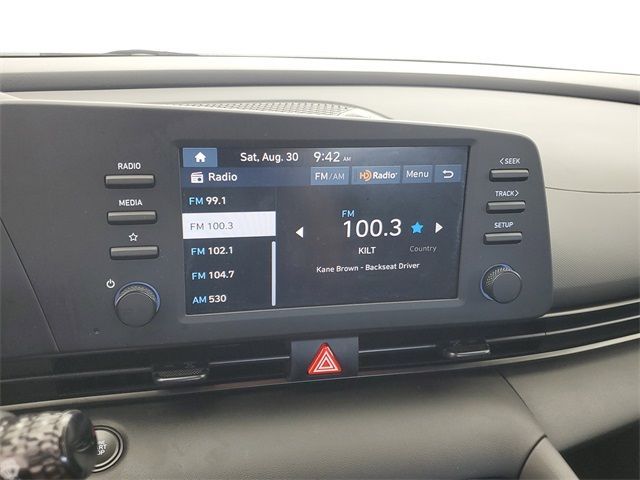 Sat, Aug. 30 9:42 AM
Radio FM/AM HD Radio Menu
RADIO
MEDIA
FM 99.1
FM 100.3
FM 102.1
FM 104.7
AM 530
FM
100.3
KILT Country
Kane Brown - Backseat Driver
<SEEK
TRACK>
SETUP